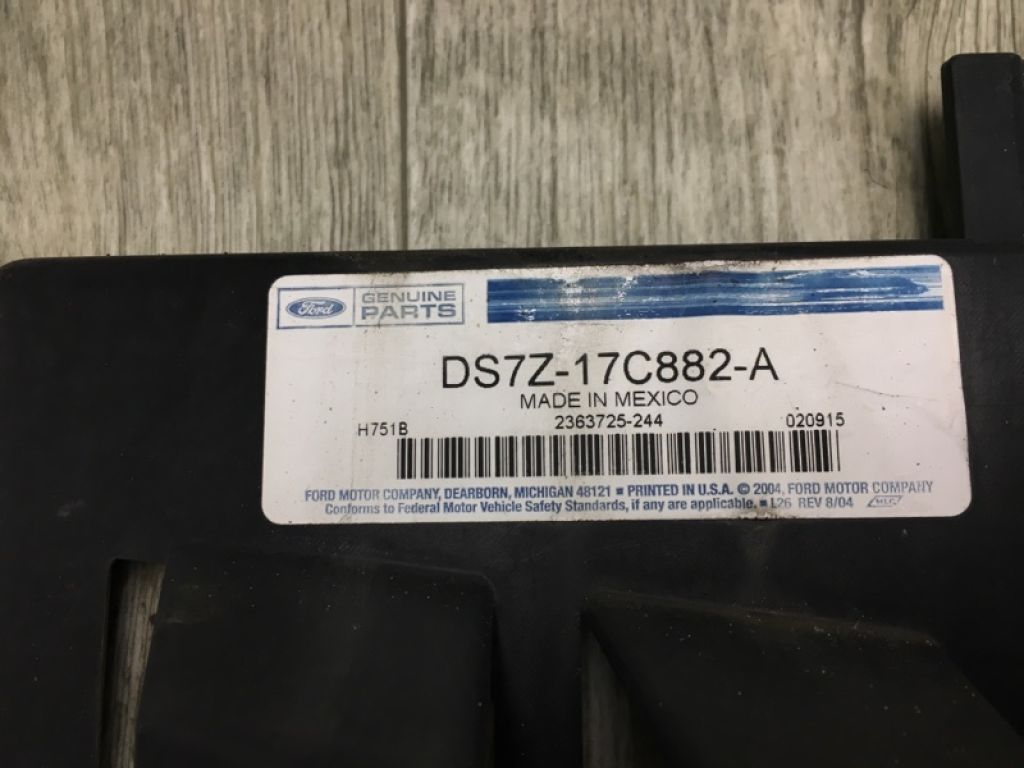 Ford GENUINE PARTS
DS7Z-17C882-A
MADE IN MEXICO
H751B 2363725-244 020915
FORD MOTOR COMPANY, DEARBORN, MICHIGAN 48121 ■ PRINTED IN U.S.A. © 2004, FORD MOTOR COMPANY
Conforms to Federal Motor Vehicle Safety Standards, if any are applicable. ■ L26 REV 8/04